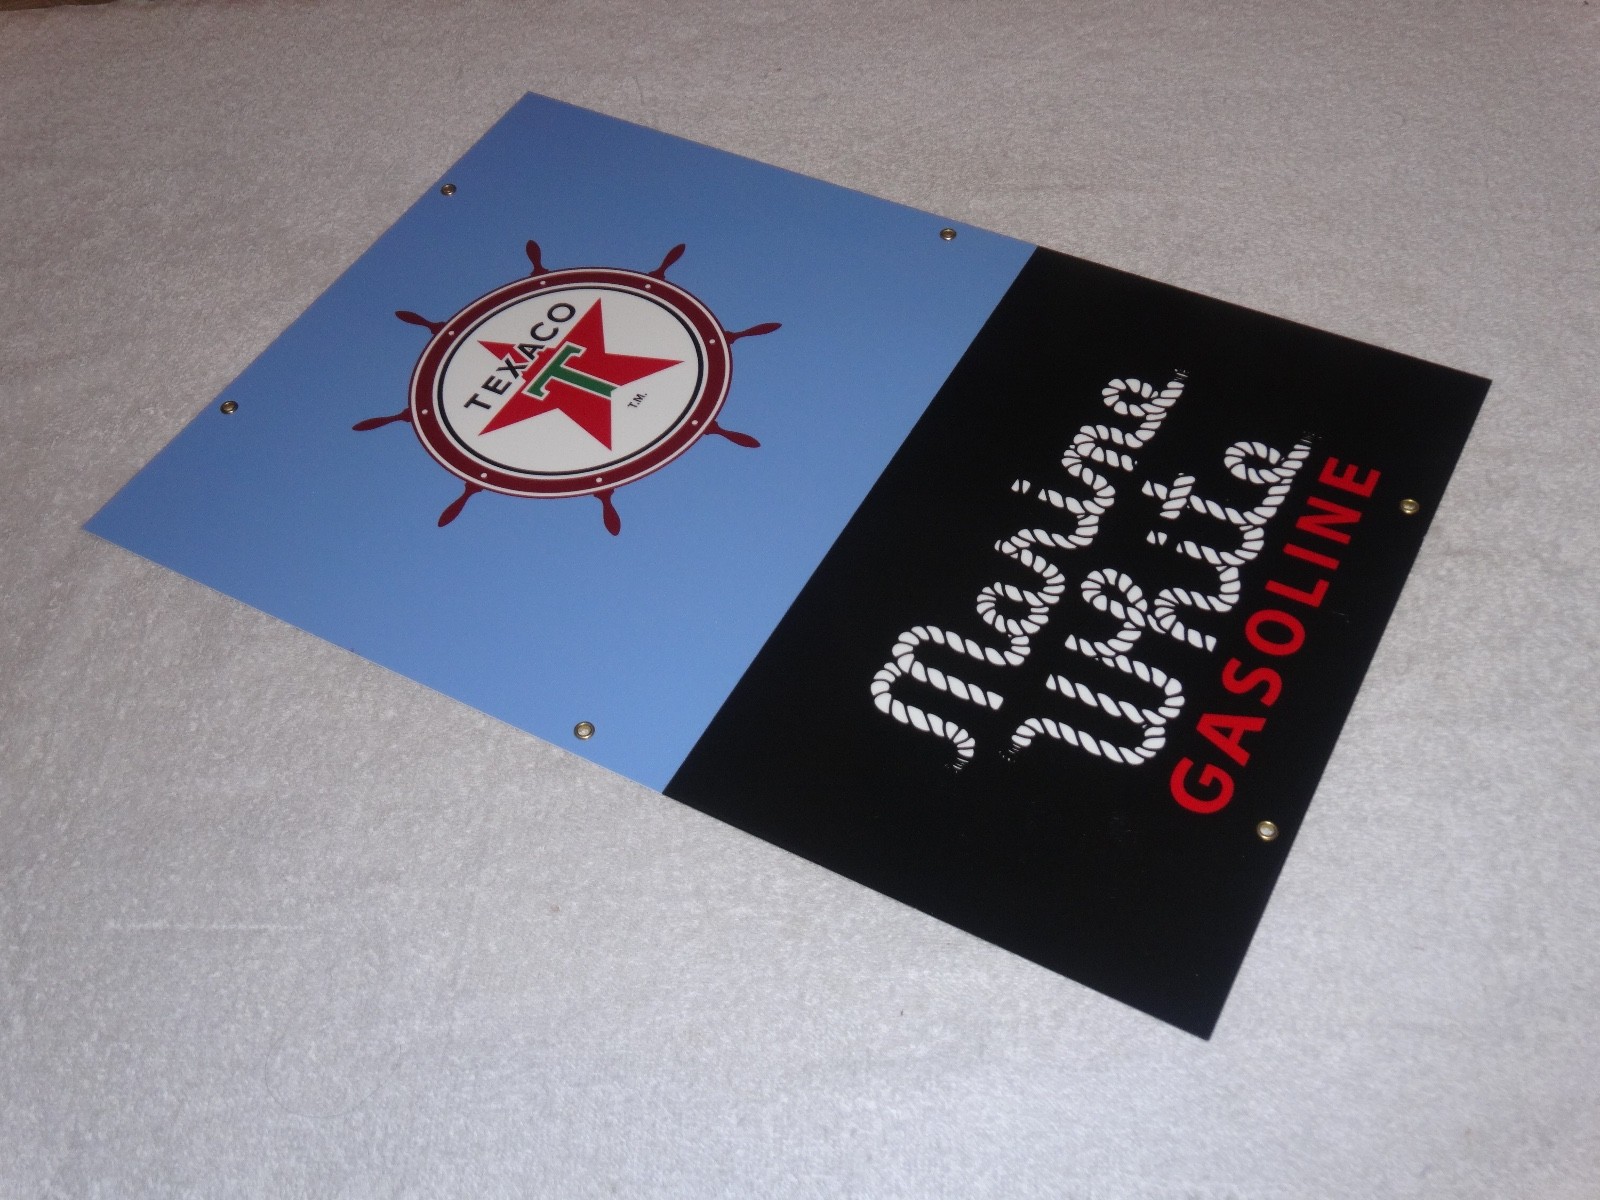 TEXACO
T
T.M.
Marine
White
GASOLINE